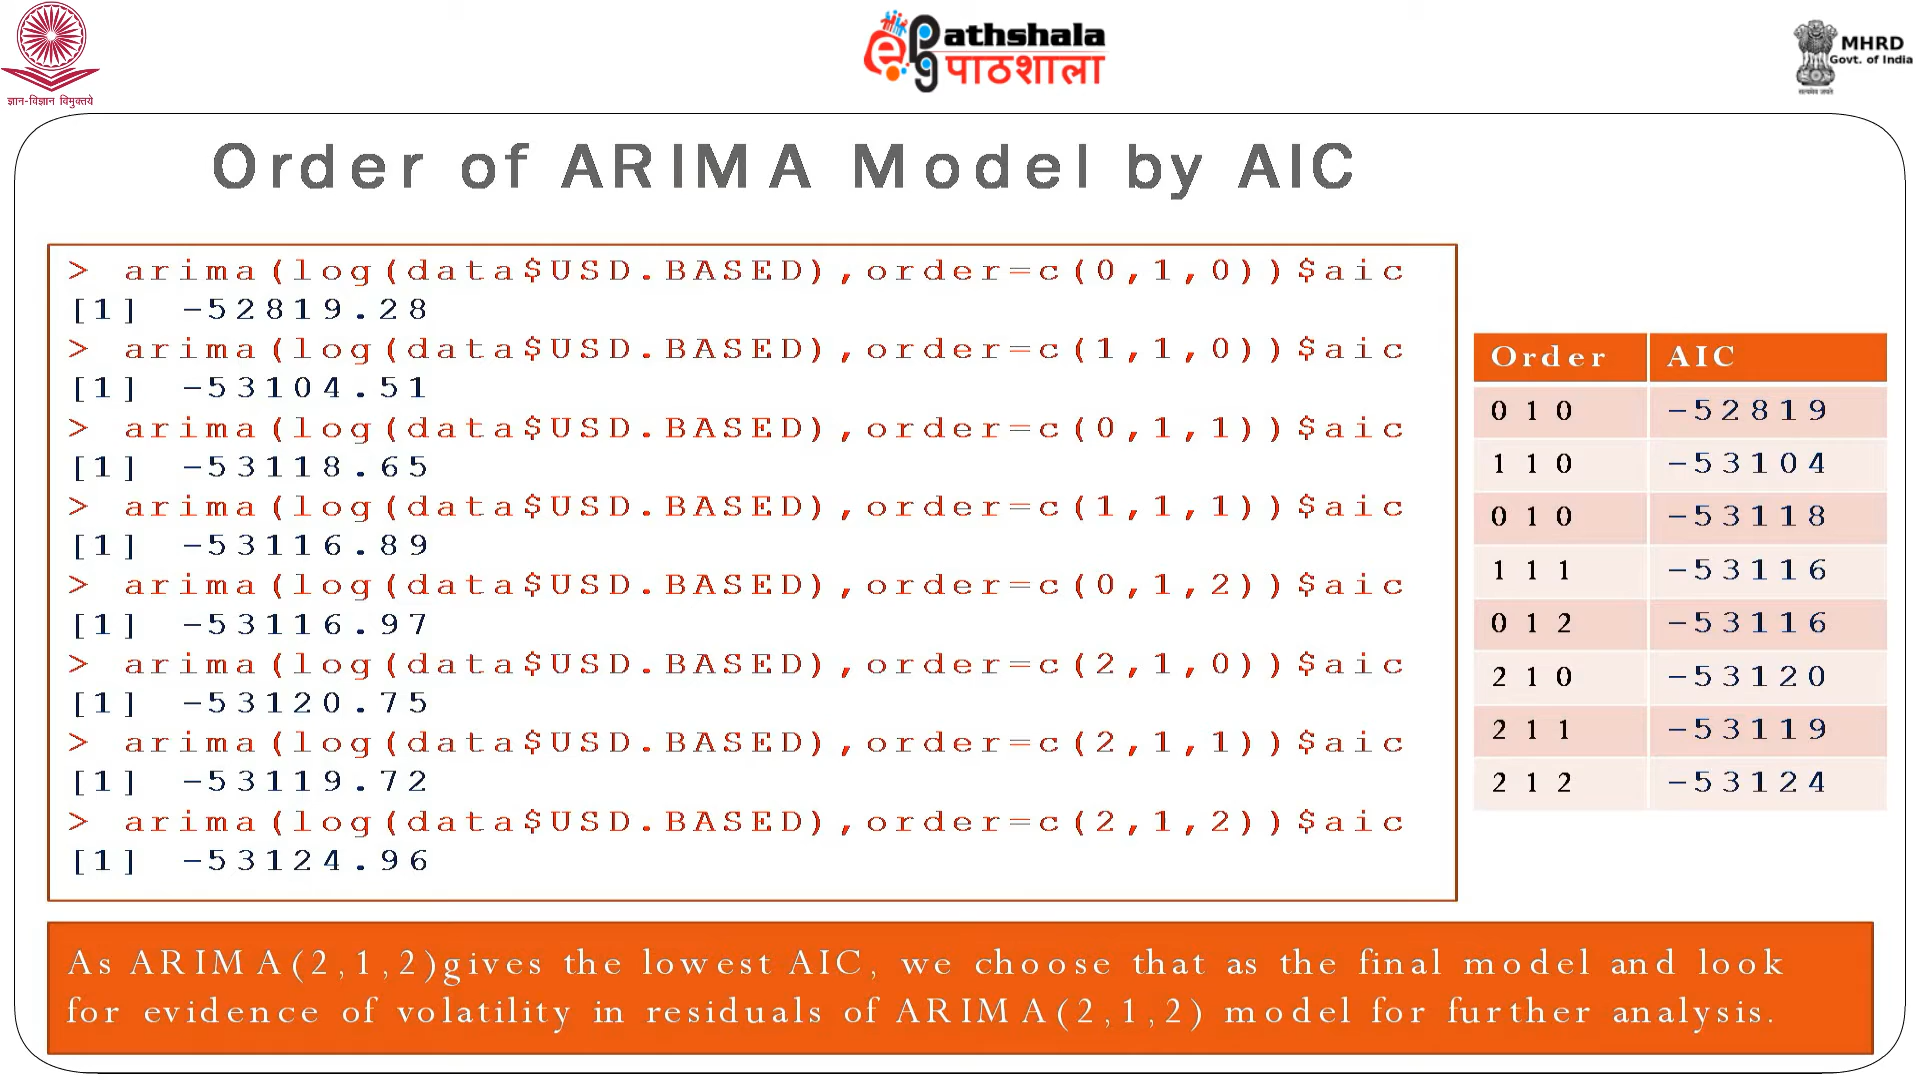 ज्ञान-विज्ञान विमुक्तये
ePathshala
पाठशाला
MHRD
Govt. of India
सत्यमेव जयते
Order of ARIMA Model by AIC
> arima(log(data$USD.BASED),order=c(0,1,0))$aic
[1] -52819.28
> arima(log(data$USD.BASED),order=c(1,1,0))$aic
[1] -53104.51
> arima(log(data$USD.BASED),order=c(0,1,1))$aic
[1] -53118.65
> arima(log(data$USD.BASED),order=c(1,1,1))$aic
[1] -53116.89
> arima(log(data$USD.BASED),order=c(0,1,2))$aic
[1] -53116.97
> arima(log(data$USD.BASED),order=c(2,1,0))$aic
[1] -53120.75
> arima(log(data$USD.BASED),order=c(2,1,1))$aic
[1] -53119.72
> arima(log(data$USD.BASED),order=c(2,1,2))$aic
[1] -53124.96
Order AIC
0 1 0 -52819
1 1 0 -53104
0 1 0 -53118
1 1 1 -53116
0 1 2 -53116
2 1 0 -53120
2 1 1 -53119
2 1 2 -53124
As ARIMA(2,1,2)gives the lowest AIC, we choose that as the final model and look
for evidence of volatility in residuals of ARIMA(2,1,2) model for further analysis.